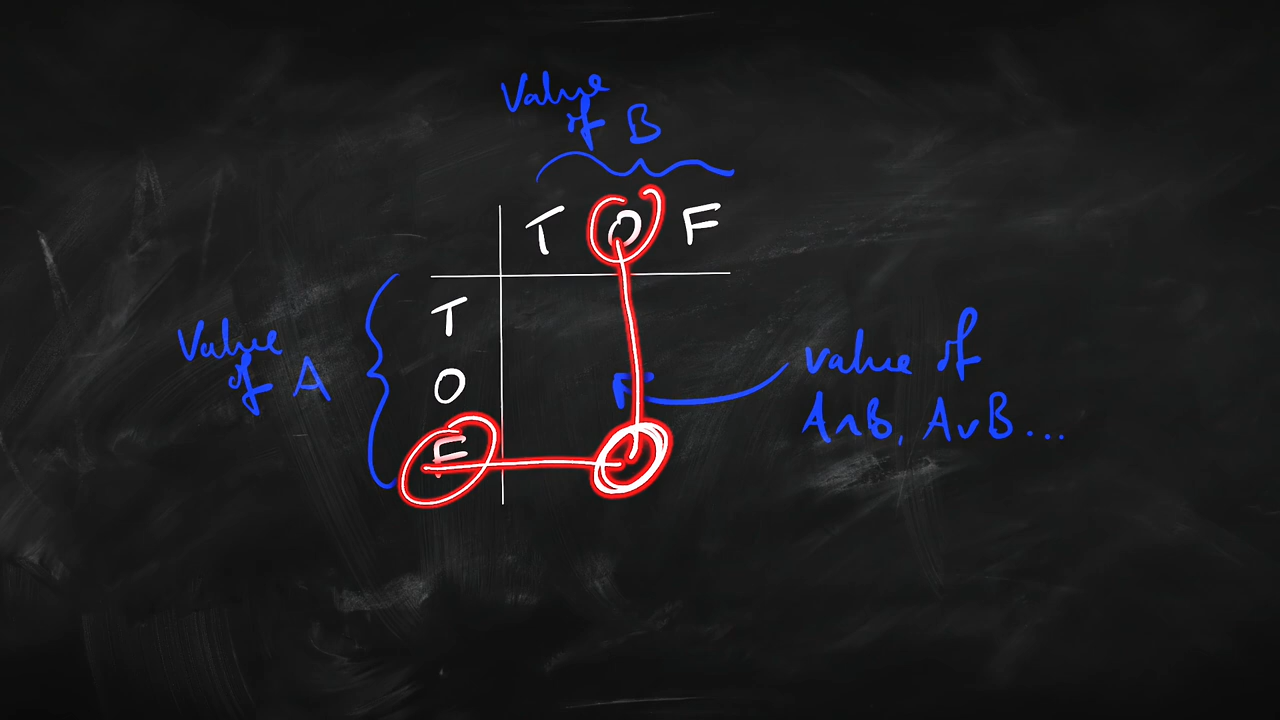 Value
of B
T O F
T
Value
of A
O
F
F
value of
A∧B, A∨B...